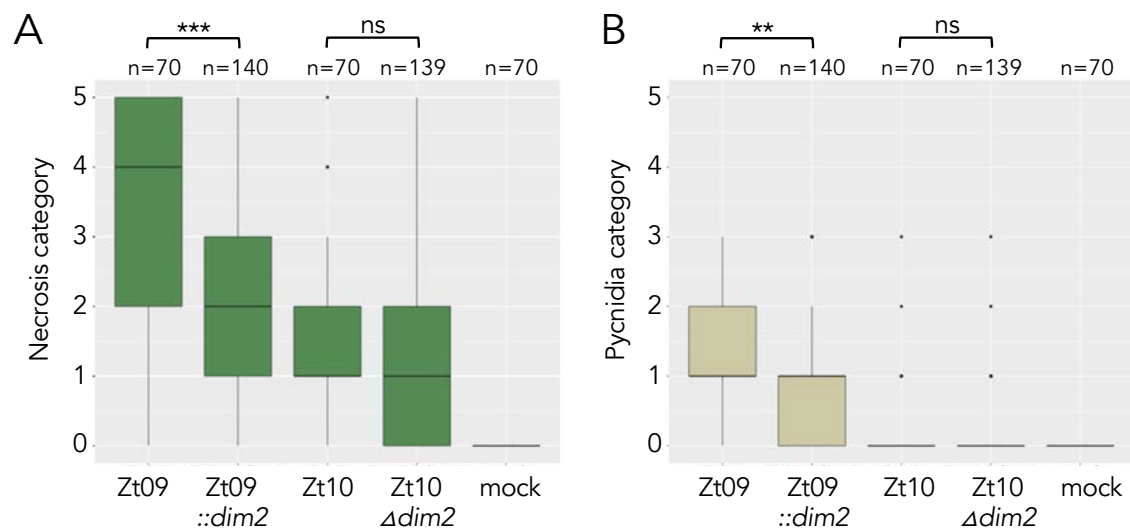 A
***
ns
n=70 n=140 n=70 n=139 n=70
Necrosis category
5
4
3
2
1
0
Zt09 Zt09 Zt10 Zt10 mock
::dim2 Δdim2
B
**
ns
n=70 n=140 n=70 n=139 n=70
Pycnidia category
5
4
3
2
1
0
Zt09 Zt09 Zt10 Zt10 mock
::dim2 Δdim2